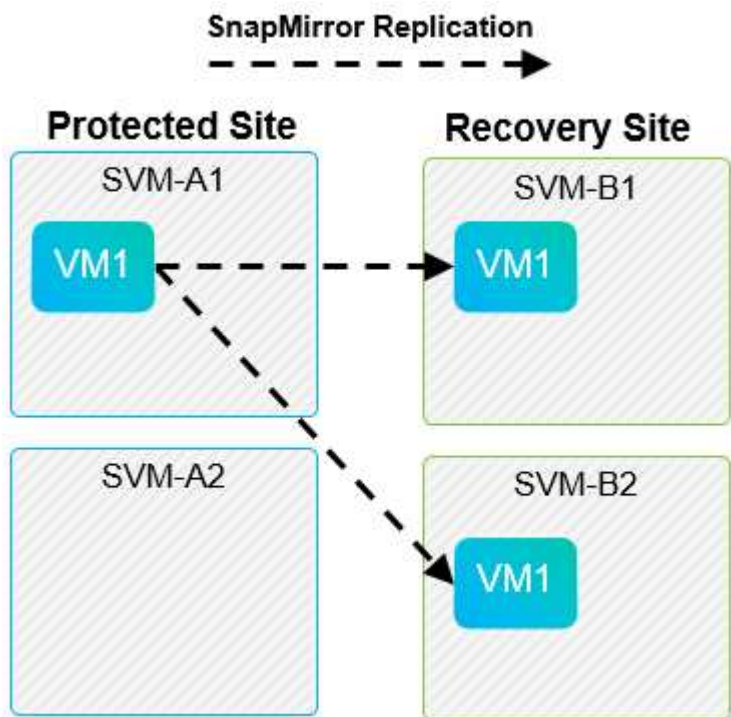 SnapMirror Replication
Protected Site
Recovery Site
SVM-A1
SVM-B1
VM1
VM1
SVM-A2
SVM-B2
VM1